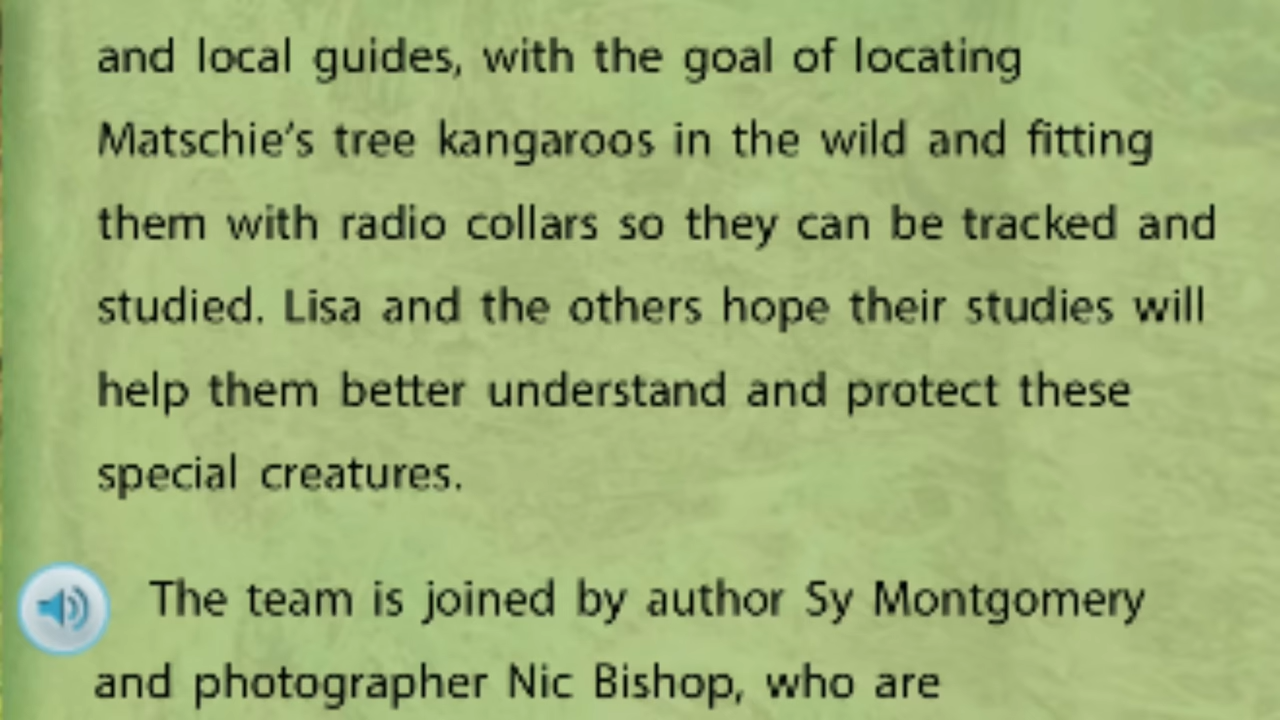 and local guides, with the goal of locating
Matschie's tree kangaroos in the wild and fitting
them with radio collars so they can be tracked and
studied. Lisa and the others hope their studies will
help them better understand and protect these
special creatures.
The team is joined by author Sy Montgomery
and photographer Nic Bishop, who are